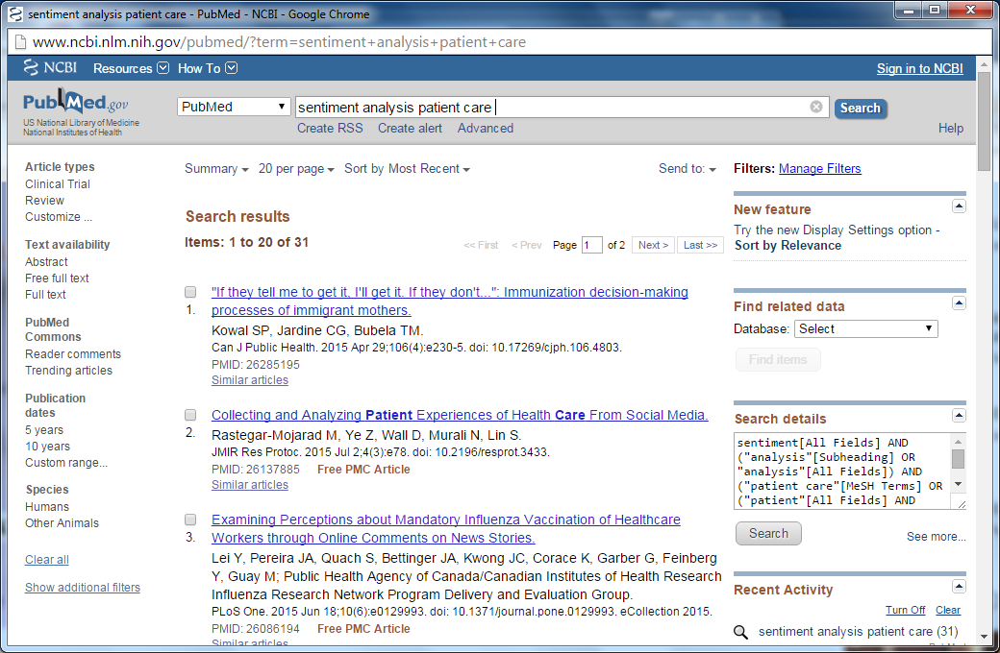 sentiment analysis patient care - PubMed - NCBI - Google Chrome
www.ncbi.nlm.nih.gov/pubmed/?term=sentiment+analysis+patient+care
NCBI Resources How To Sign in to NCBI
PubMed.gov
US National Library of Medicine
National Institutes of Health
PubMed
sentiment analysis patient care
Search
Create RSS Create alert Advanced
Help
Article types
Clinical Trial
Review
Customize ...
Text availability
Abstract
Free full text
Full text
PubMed
Commons
Reader comments
Trending articles
Publication
dates
5 years
10 years
Custom range...
Species
Humans
Other Animals
Clear all
Show additional filters
Summary 20 per page Sort by Most Recent Send to:
Search results
Items: 1 to 20 of 31
<< First < Prev Page 1 of 2 Next > Last >>
1.
"If they tell me to get it, I'll get it. If they don't...": Immunization decision-making
processes of immigrant mothers.
Kowal SP, Jardine CG, Bubela TM.
Can J Public Health. 2015 Apr 29;106(4):e230-5. doi: 10.17269/cjph.106.4803.
PMID: 26285195
Similar articles
2.
Collecting and Analyzing Patient Experiences of Health Care From Social Media.
Rastegar-Mojarad M, Ye Z, Wall D, Murali N, Lin S.
JMIR Res Protoc. 2015 Jul 2;4(3):e78. doi: 10.2196/resprot.3433.
PMID: 26137885 Free PMC Article
Similar articles
3.
Examining Perceptions about Mandatory Influenza Vaccination of Healthcare
Workers through Online Comments on News Stories.
Lei Y, Pereira JA, Quach S, Bettinger JA, Kwong JC, Corace K, Garber G, Feinberg
Y, Guay M; Public Health Agency of Canada/Canadian Institutes of Health Research
Influenza Research Network Program Delivery and Evaluation Group.
PLoS One. 2015 Jun 18;10(6):e0129993. doi: 10.1371/journal.pone.0129993. eCollection 2015.
PMID: 26086194 Free PMC Article
Similar articles
Filters: Manage Filters
New feature
Try the new Display Settings option -
Sort by Relevance
Find related data
Database: Select
Find items
Search details
sentiment[All Fields] AND
("analysis"[Subheading] OR
"analysis"[All Fields]) AND
("patient care"[MeSH Terms] OR
("patient"[All Fields] AND
Search
See more...
Recent Activity
Turn Off Clear
sentiment analysis patient care (31)